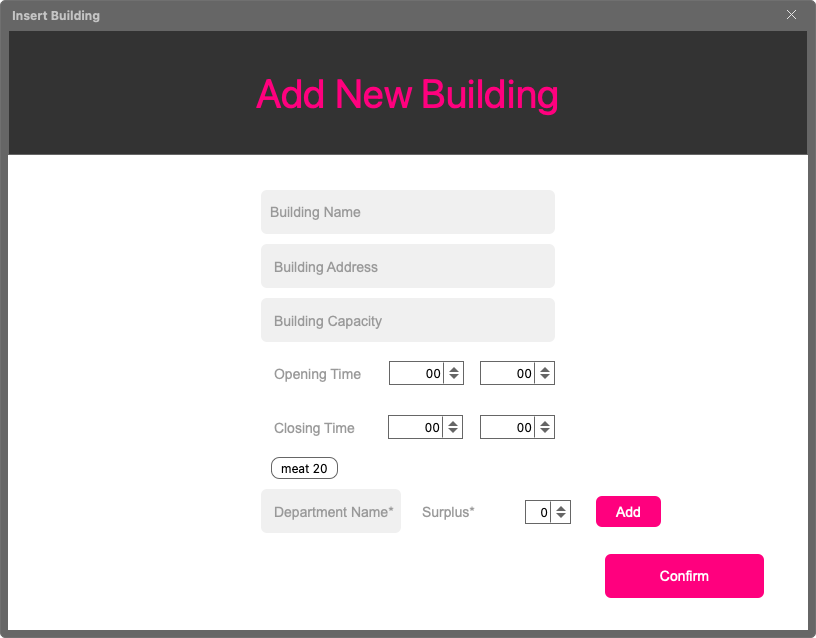 Insert Building
Add New Building
Building Name
Building Address
Building Capacity
Opening Time 00 00
Closing Time 00 00
meat 20
Department Name* Surplus* 0 Add
Confirm